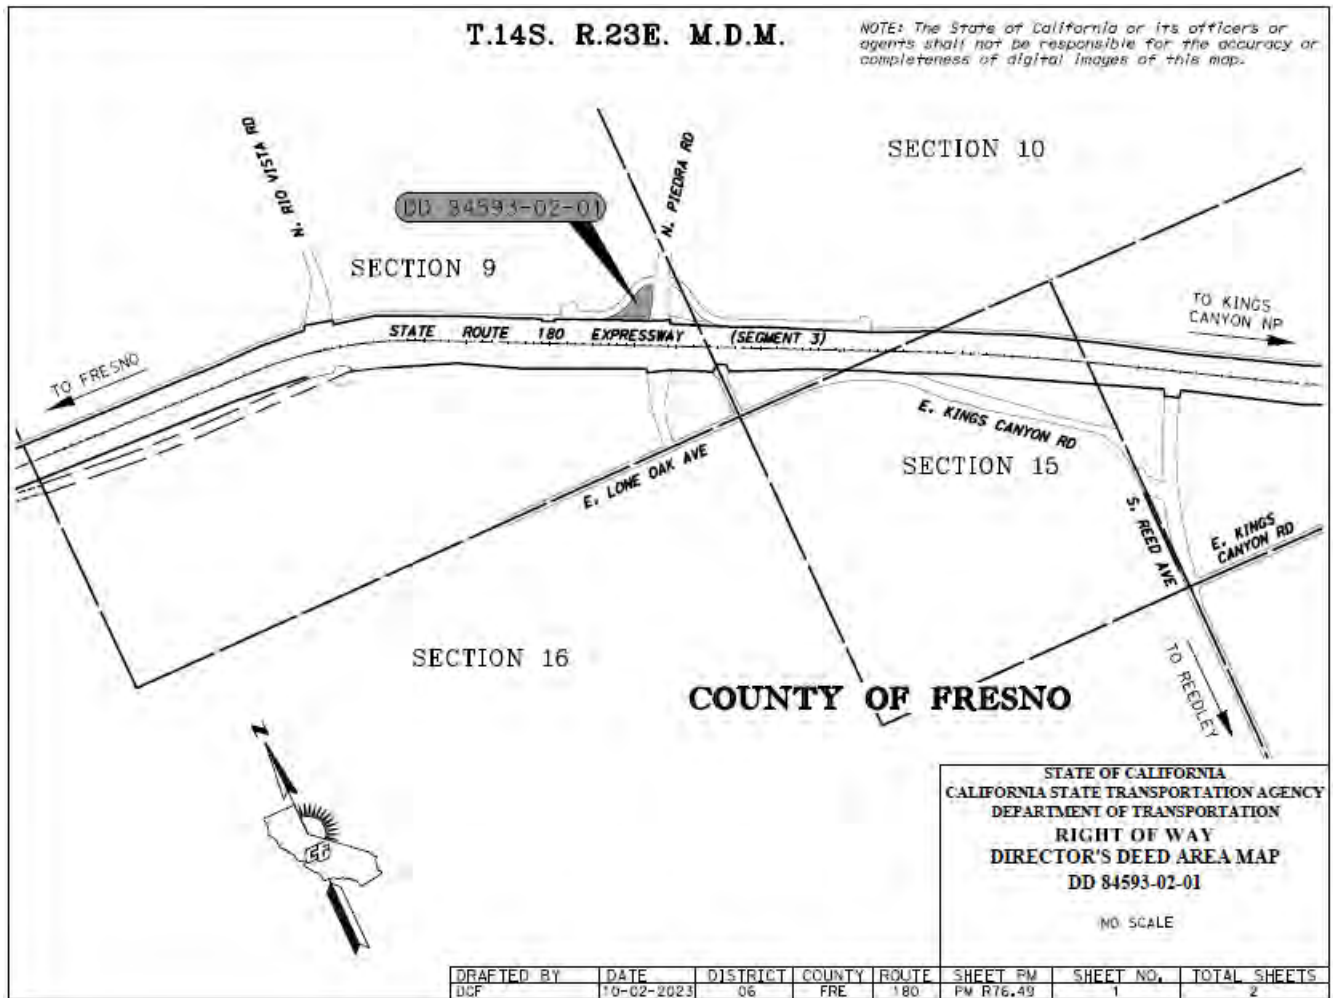 T.14S. R.23E. M.D.M.
NOTE: The State of California or its officers or
agents shall not be responsible for the accuracy or
completeness of digital images of this map.
N. RIO VISTA RD
DD 84593-02-01
N. PIEDRA RD
SECTION 10
SECTION 9
TO KINGS
CANYON NP
STATE ROUTE 180 EXPRESSWAY (SEGMENT 3)
TO FRESNO
E. KINGS CANYON RD
E. LONE OAK AVE
SECTION 15
S. REED AVE
E. KINGS
CANYON RD
SECTION 16
TO REEDLEY
COUNTY OF FRESNO
N
STATE OF CALIFORNIA
CALIFORNIA STATE TRANSPORTATION AGENCY
DEPARTMENT OF TRANSPORTATION
RIGHT OF WAY
DIRECTOR'S DEED AREA MAP
DD 84593-02-01
NO SCALE
DRAFTED BY DATE DISTRICT COUNTY ROUTE SHEET PM SHEET NO. TOTAL SHEETS
DCF 10-02-2023 06 FRE 180 PM R76.49 1 2